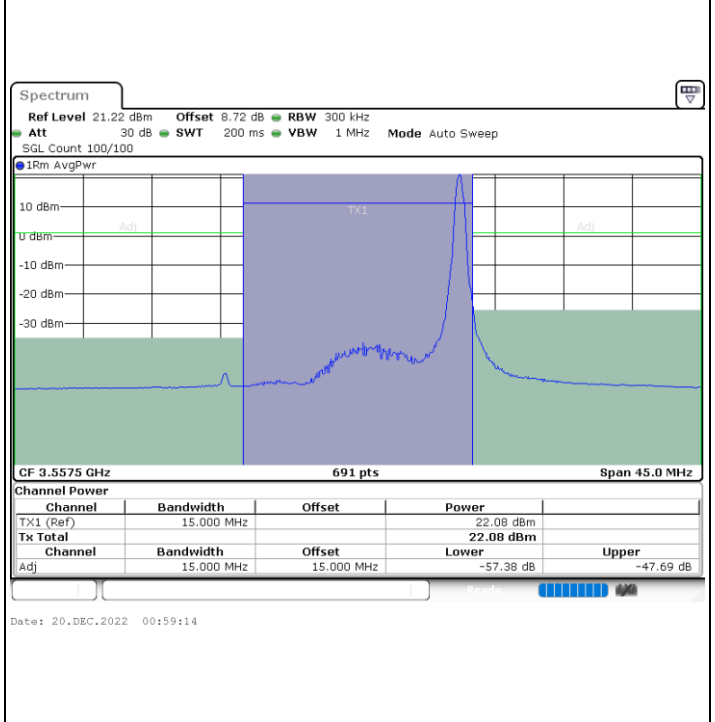 Spectrum
Ref Level 21.22 dBm Offset 8.72 dB RBW 300 kHz
Att 30 dB SWT 200 ms VBW 1 MHz Mode Auto Sweep
SGL Count 100/100
1Rm AvgPwr
10 dBm
TX1
Adj
Adj
0 dBm
-10 dBm
-20 dBm
-30 dBm
CF 3.5575 GHz 691 pts Span 45.0 MHz
Channel Power
Channel Bandwidth Offset Power
TX1 (Ref) 15.000 MHz 22.08 dBm
Tx Total 22.08 dBm
Channel Bandwidth Offset Lower Upper
Adj 15.000 MHz 15.000 MHz -57.38 dB -47.69 dB
Ready
Date: 20.DEC.2022 00:59:14